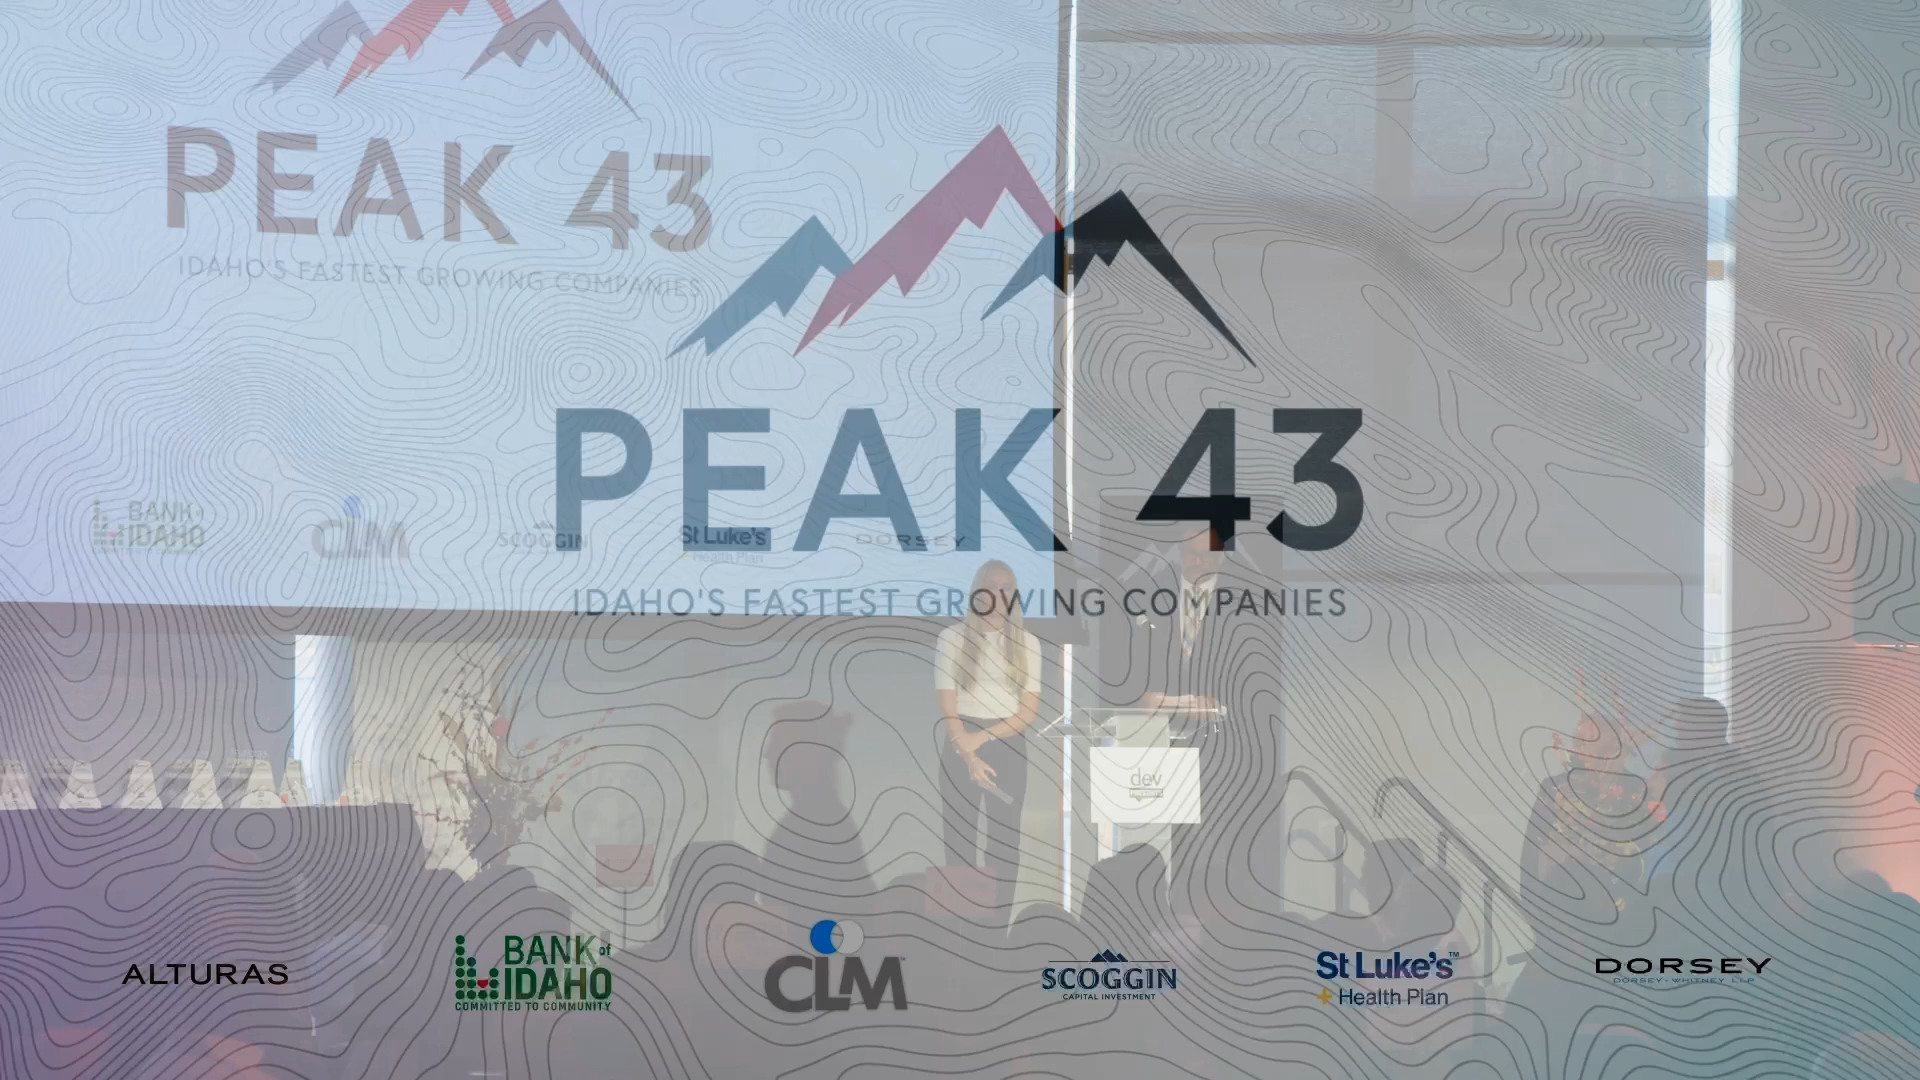 PEAK 43
IDAHO'S FASTEST GROWING COMPANIES
PEAK 43
IDAHO'S FASTEST GROWING COMPANIES
BANK of IDAHO
CLM
SCOGGIN
St Luke's
Health Plan
DORSEY
dev
ALTURAS
BANK of
IDAHO
COMMITTED TO COMMUNITY
CLM
SCOGGIN
CAPITAL INVESTMENT
St Luke's™
Health Plan
DORSEY
DORSEY + WHITNEY LLP